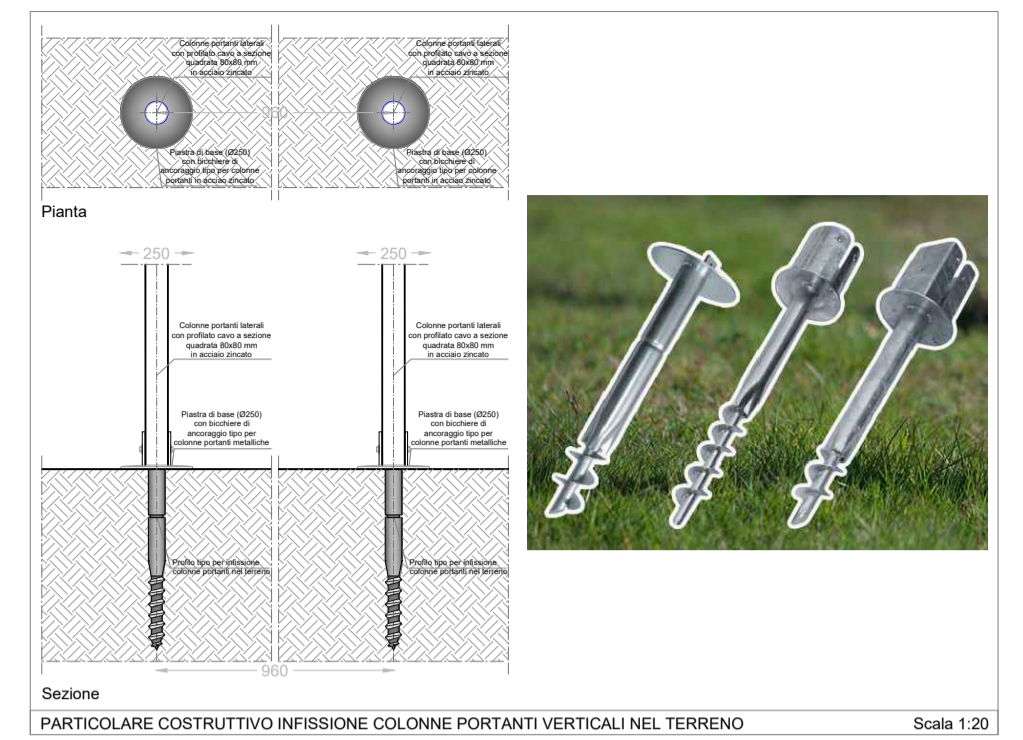 Colonne portanti laterali
con profilato cavo a sezione
quadrata 80x80 mm
in acciaio zincato
Colonne portanti laterali
con profilato cavo a sezione
quadrata 80x80 mm
in acciaio zincato
960
Piastra di base (Ø250)
con bicchiere di
ancoraggio tipo per colonne
portanti in acciao zincato
Piastra di base (Ø250)
con bicchiere di
ancoraggio tipo per colonne
portanti in acciao zincato
Pianta
250
250
Colonne portanti laterali
con profilato cavo a sezione
quadrata 80x80 mm
in acciaio zincato
Colonne portanti laterali
con profilato cavo a sezione
quadrata 80x80 mm
in acciaio zincato
Piastra di base (Ø250)
con bicchiere di
ancoraggio tipo per
colonne portanti metalliche
Piastra di base (Ø250)
con bicchiere di
ancoraggio tipo per
colonne portanti metalliche
Profilo tipo per infissione
colonne portanti nel terreno
Profilo tipo per infissione
colonne portanti nel terreno
960
Sezione
PARTICOLARE COSTRUTTIVO INFISSIONE COLONNE PORTANTI VERTICALI NEL TERRENO Scala 1:20